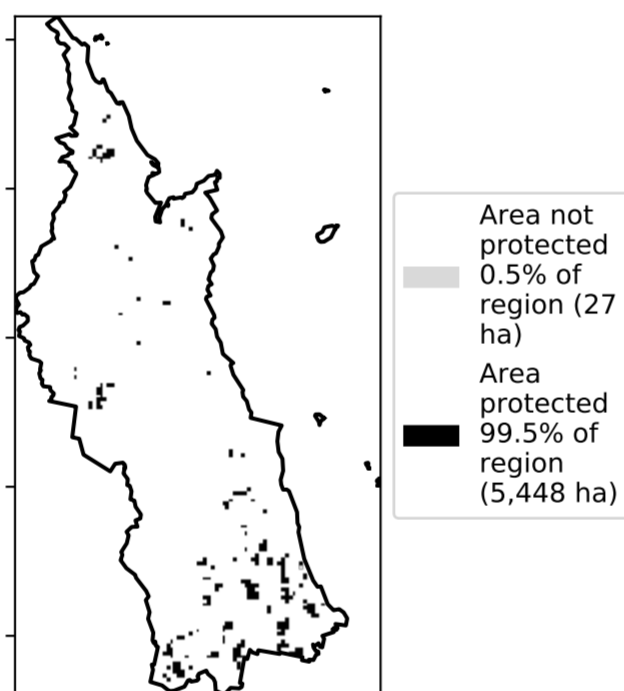 Area not
protected
0.5% of
region (27
ha)
Area
protected
99.5% of
region
(5,448 ha)